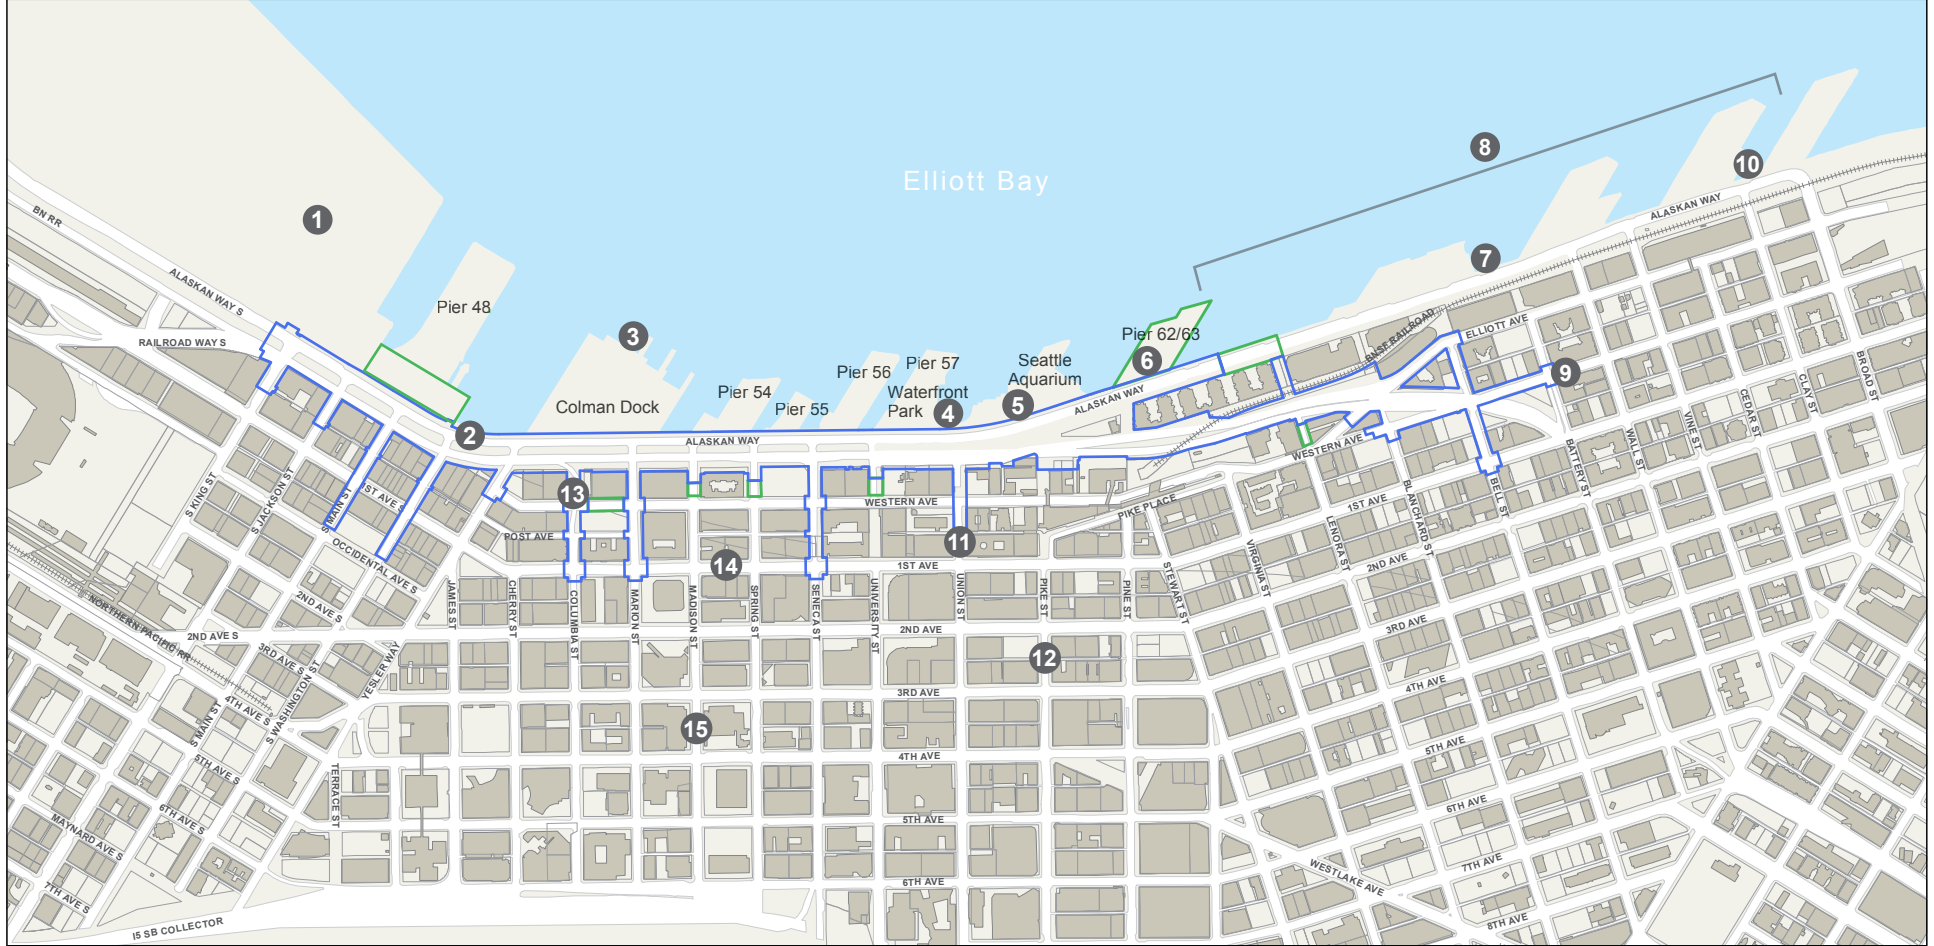 Elliott Bay
8
10
1
7
BN RR
ALASKAN WAY S
RAILROAD WAY S
Pier 48
3
Colman Dock
Pier 54
Pier 55
Pier 56
Pier 57
Waterfront
Park
4
Seattle
Aquarium
5
Pier 62/63
6
ALASKAN WAY
ALASKAN WAY
ALASKAN WAY
BNSF RAILROAD
ELLIOTT AVE
9
2
13
WESTERN AVE
WESTERN AVE
PIKE PLACE
POST AVE
14
11
1ST AVE S
1ST AVE
1ST AVE
OCCIDENTAL AVE S
S KING ST
S JACKSON ST
S MAIN ST
JAMES ST
CHERRY ST
COLUMBIA ST
MARION ST
MADISON ST
SPRING ST
SENECA ST
UNIVERSITY ST
UNION ST
PIKE ST
PINE ST
STEWART ST
VIRGINIA ST
LENORA ST
BLANCHARD ST
BELL ST
BATTERY ST
WALL ST
VINE ST
CEDAR ST
CLAY ST
BROAD ST
NORTHERN PACIFIC RR
2ND AVE S
2ND AVE S
2ND AVE
2ND AVE
12
3RD AVE S
3RD AVE
3RD AVE
YESLER WAY
S WASHINGTON ST
S MAIN ST
4TH AVE S
15
4TH AVE
4TH AVE
5TH AVE S
TERRACE ST
5TH AVE
5TH AVE
6TH AVE S
6TH AVE
6TH AVE
MAYNARD AVE S
7TH AVE S
7TH AVE
WESTLAKE AVE
8TH AVE
I5 SB COLLECTOR